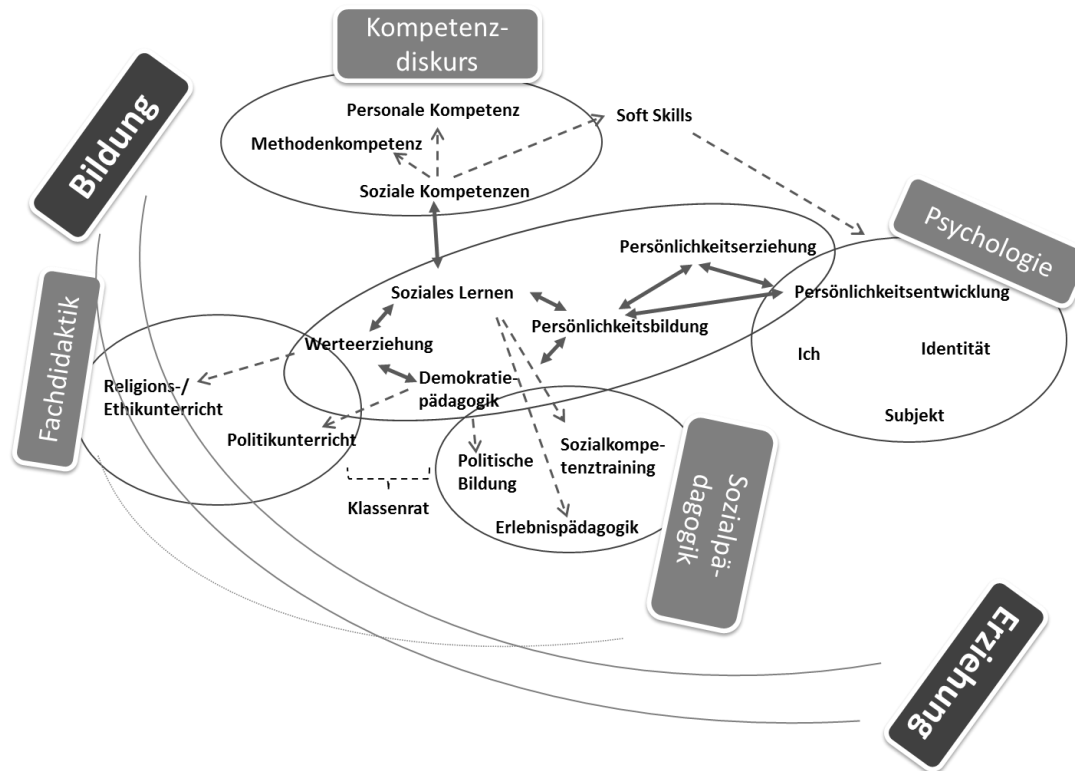 Kompetenz-
diskurs
Bildung
Personale Kompetenz
Soft Skills
Methodenkompetenz
Soziale Kompetenzen
Psychologie
Persönlichkeitserziehung
Fachdidaktik
Soziales Lernen
Persönlichkeitsentwicklung
Persönlichkeitsbildung
Werteerziehung
Ich
Identität
Religions-/
Ethikunterricht
Demokratie-
pädagogik
Subjekt
Politikunterricht
Sozialkompe-
tenztraining
Politische
Bildung
Klassenrat
Erlebnispädagogik
Sozialpä-
dagogik
Erziehung